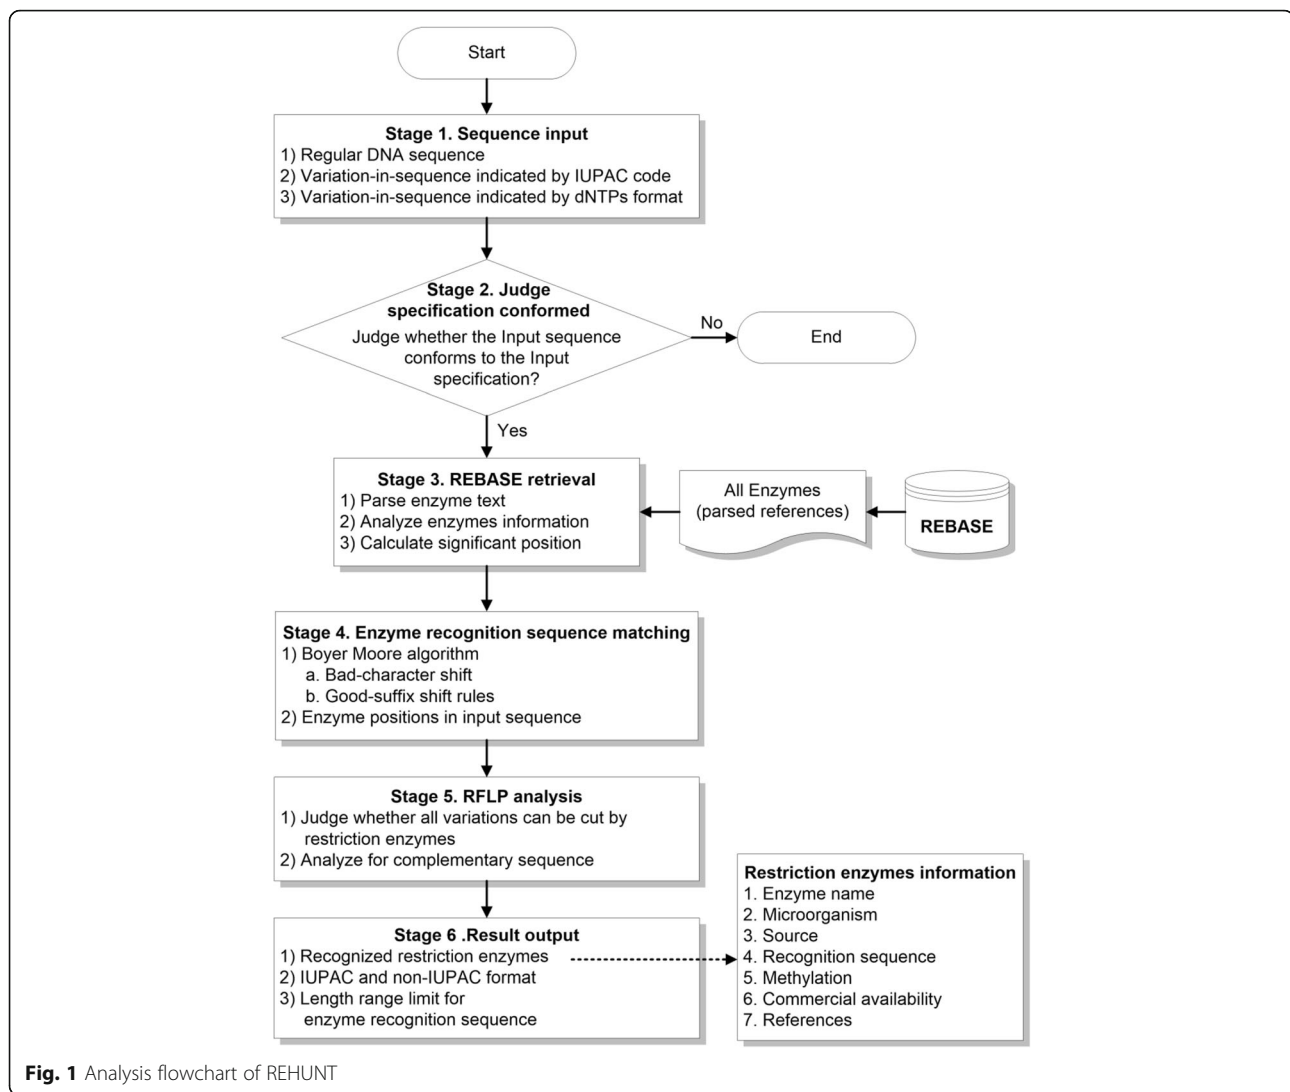 Start
Stage 1. Sequence input
1) Regular DNA sequence
2) Variation-in-sequence indicated by IUPAC code
3) Variation-in-sequence indicated by dNTPs format
Stage 2. Judge
specification conformed
Judge whether the Input sequence
conforms to the Input
specification?
No
End
Yes
Stage 3. REBASE retrieval
1) Parse enzyme text
2) Analyze enzymes information
3) Calculate significant position
All Enzymes
(parsed references)
REBASE
Stage 4. Enzyme recognition sequence matching
1) Boyer Moore algorithm
a. Bad-character shift
b. Good-suffix shift rules
2) Enzyme positions in input sequence
Stage 5. RFLP analysis
1) Judge whether all variations can be cut by
restriction enzymes
2) Analyze for complementary sequence
Stage 6 .Result output
1) Recognized restriction enzymes
2) IUPAC and non-IUPAC format
3) Length range limit for
enzyme recognition sequence
Restriction enzymes information
1. Enzyme name
2. Microorganism
3. Source
4. Recognition sequence
5. Methylation
6. Commercial availability
7. References
Fig. 1 Analysis flowchart of REHUNT